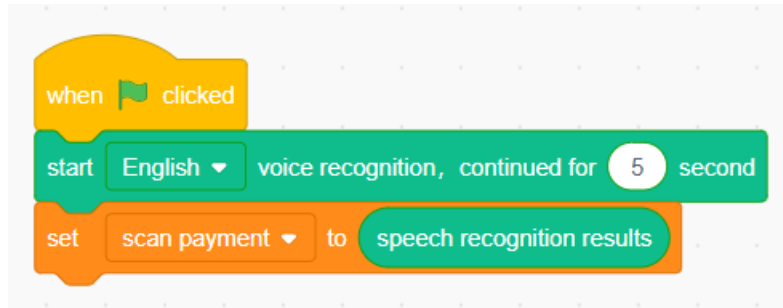 when clicked
start English voice recognition, continued for 5 second
set scan payment to speech recognition results